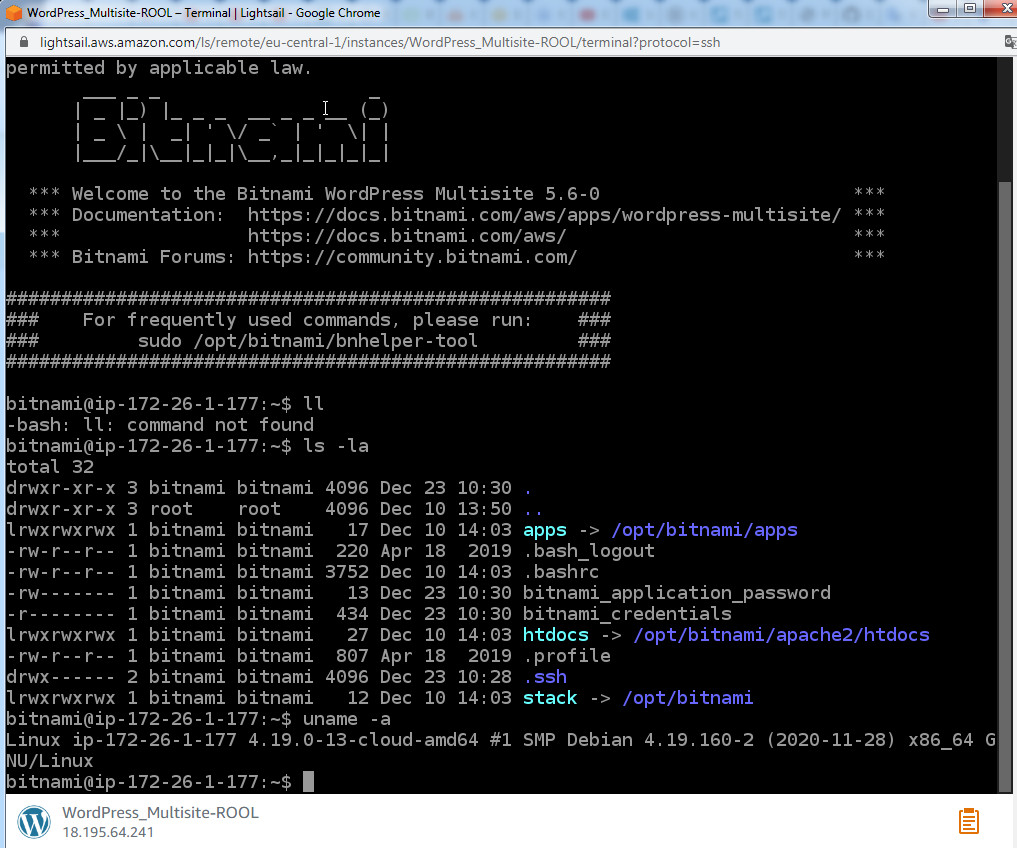 WordPress_Multisite-ROOL – Terminal | Lightsail - Google Chrome
lightsail.aws.amazon.com/ls/remote/eu-central-1/instances/WordPress_Multisite-ROOL/terminal?protocol=ssh
permitted by applicable law.
Bitnami
*** Welcome to the Bitnami WordPress Multisite 5.6-0 ***
*** Documentation: https://docs.bitnami.com/aws/apps/wordpress-multisite/ ***
*** https://docs.bitnami.com/aws/ ***
*** Bitnami Forums: https://community.bitnami.com/ ***
#######################################################
### For frequently used commands, please run: ###
### sudo /opt/bitnami/bnhelper-tool ###
#######################################################
bitnami@ip-172-26-1-177:~$ ll
-bash: ll: command not found
bitnami@ip-172-26-1-177:~$ ls -la
total 32
drwxr-xr-x 3 bitnami bitnami 4096 Dec 23 10:30 .
drwxr-xr-x 3 root root 4096 Dec 10 13:50 ..
lrwxrwxrwx 1 bitnami bitnami 17 Dec 10 14:03 apps -> /opt/bitnami/apps
-rw-r--r-- 1 bitnami bitnami 220 Apr 18 2019 .bash_logout
-rw-r--r-- 1 bitnami bitnami 3752 Dec 10 14:03 .bashrc
-rw------- 1 bitnami bitnami 13 Dec 23 10:30 bitnami_application_password
-r-------- 1 bitnami bitnami 434 Dec 23 10:30 bitnami_credentials
lrwxrwxrwx 1 bitnami bitnami 27 Dec 10 14:03 htdocs -> /opt/bitnami/apache2/htdocs
-rw-r--r-- 1 bitnami bitnami 807 Apr 18 2019 .profile
drwx------ 2 bitnami bitnami 4096 Dec 23 10:28 .ssh
lrwxrwxrwx 1 bitnami bitnami 12 Dec 10 14:03 stack -> /opt/bitnami
bitnami@ip-172-26-1-177:~$ uname -a
Linux ip-172-26-1-177 4.19.0-13-cloud-amd64 #1 SMP Debian 4.19.160-2 (2020-11-28) x86_64 G
NU/Linux
bitnami@ip-172-26-1-177:~$
WordPress_Multisite-ROOL
18.195.64.241